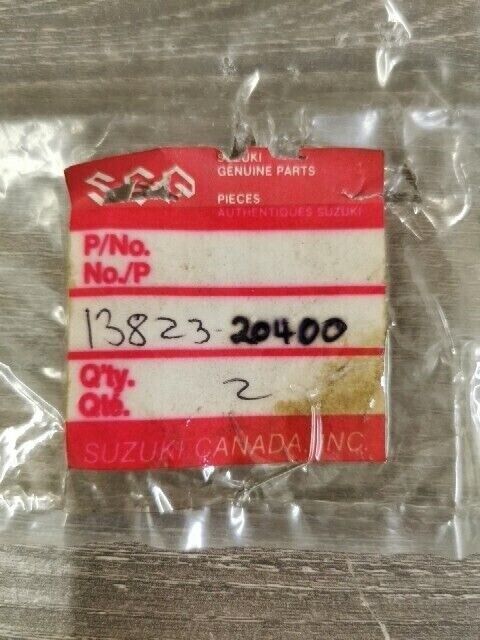 SUZUKI
GENUINE PARTS
PIECES
AUTHENTIQUES SUZUKI
P/No.
No./P
13823-20400
Q'ty.
Qté.
2
SUZUKI CANADA INC.